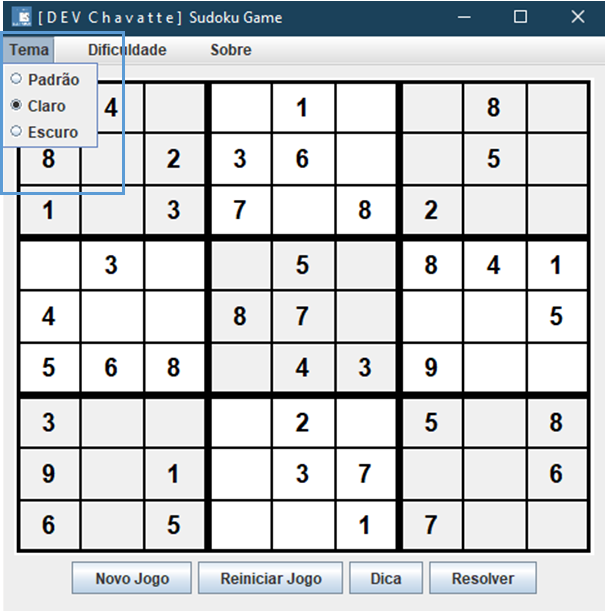 [DEV Chavatte] Sudoku Game
Tema Dificuldade Sobre
Padrão
Claro
Escuro
4 1 8
8 2 3 6 5
1 3 7 8 2
3 5 8 4 1
4 8 7 5
5 6 8 4 3 9
3 2 5 8
9 1 3 7 6
6 5 1 7
Novo Jogo Reiniciar Jogo Dica Resolver